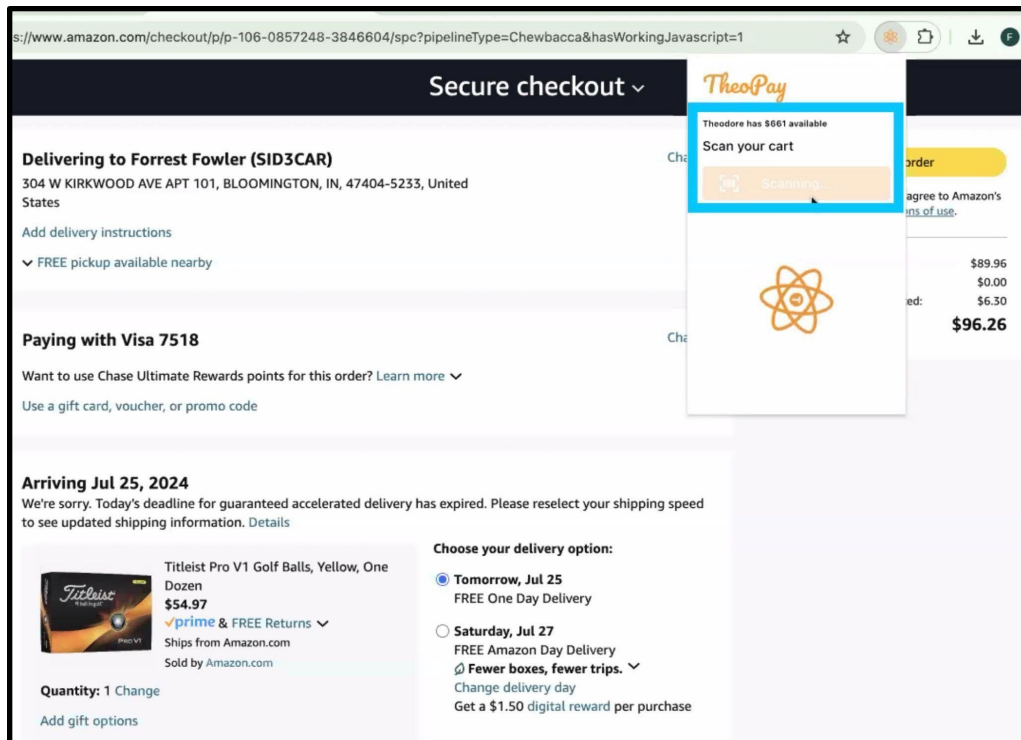 s://www.amazon.com/checkout/p/p-106-0857248-3846604/spc?pipelineType=Chewbacca&hasWorkingJavascript=1
F
Secure checkout
TheoPay
Theodore has $661 available
Scan your cart
Scanning...
Delivering to Forrest Fowler (SID3CAR)
Cha
304 W KIRKWOOD AVE APT 101, BLOOMINGTON, IN, 47404-5233, United
States
Add delivery instructions
FREE pickup available nearby
order
agree to Amazon's
ns of use.
$89.96
$0.00
ed: $6.30
$96.26
Paying with Visa 7518
Cha
Want to use Chase Ultimate Rewards points for this order? Learn more
Use a gift card, voucher, or promo code
Arriving Jul 25, 2024
We're sorry. Today's deadline for guaranteed accelerated delivery has expired. Please reselect your shipping speed
to see updated shipping information. Details
Titleist
PRO V1
Titleist Pro V1 Golf Balls, Yellow, One
Dozen
$54.97
prime & FREE Returns
Ships from Amazon.com
Sold by Amazon.com
Quantity: 1 Change
Add gift options
Choose your delivery option:
Tomorrow, Jul 25
FREE One Day Delivery
Saturday, Jul 27
FREE Amazon Day Delivery
Fewer boxes, fewer trips.
Change delivery day
Get a $1.50 digital reward per purchase